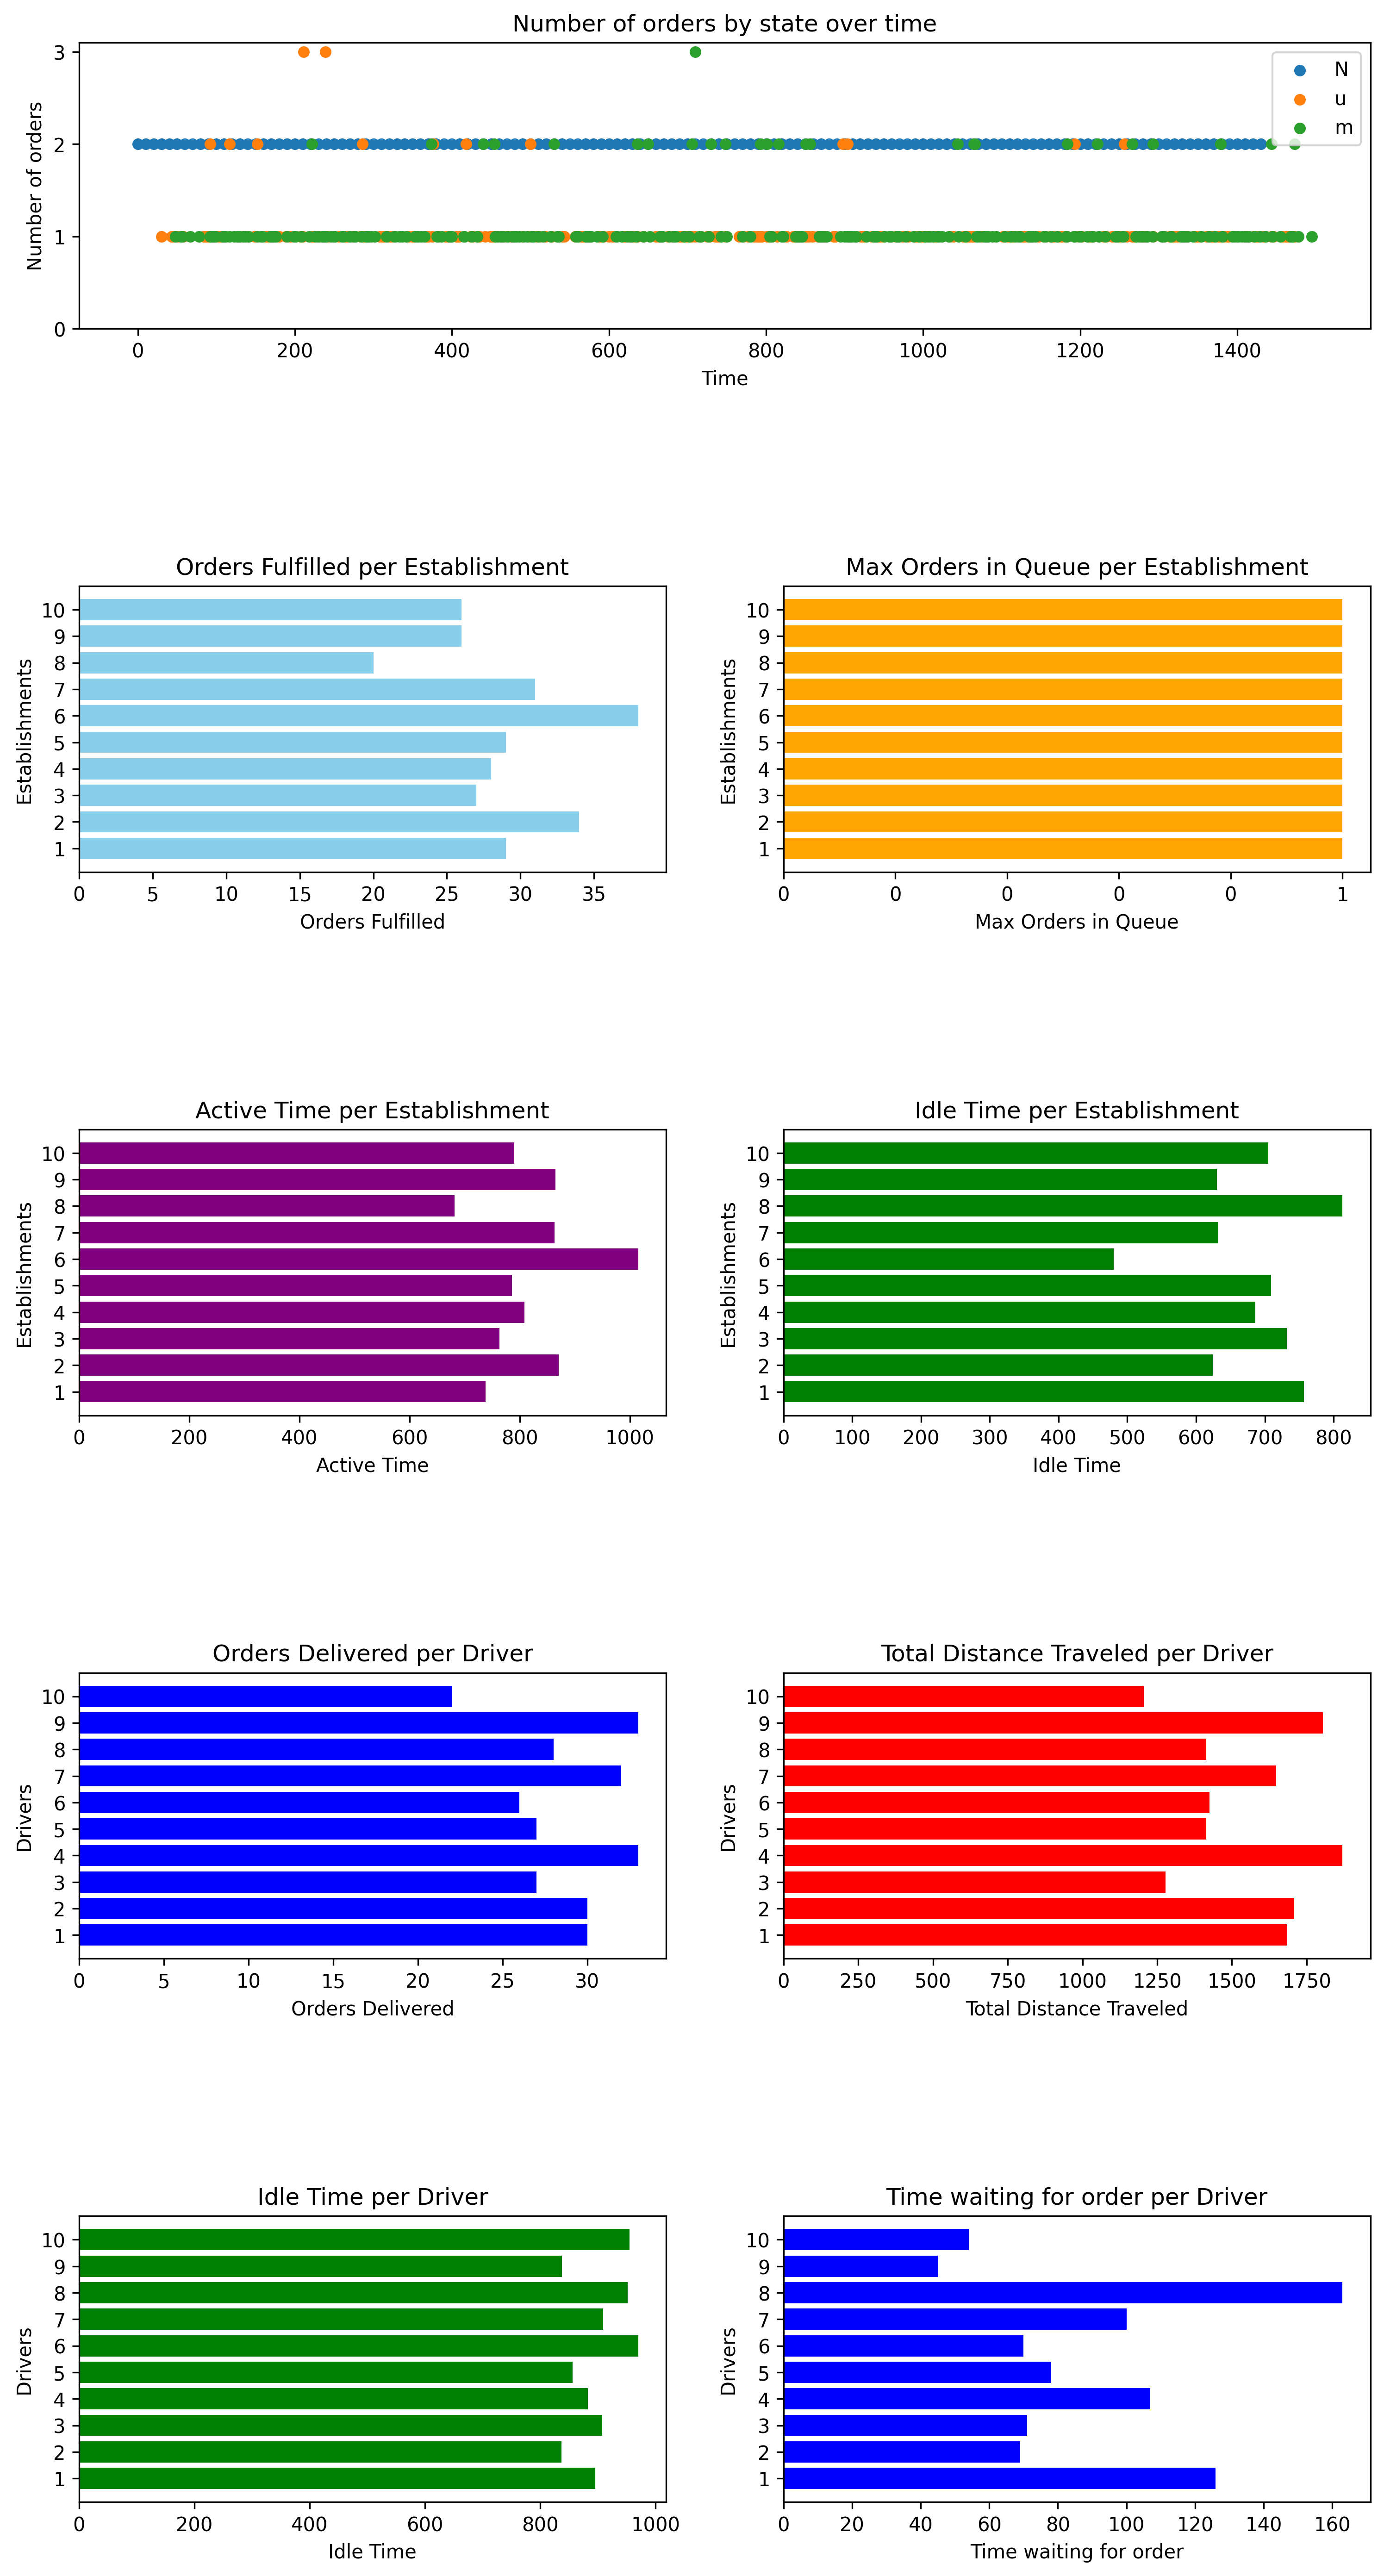 Number of orders by state over time
Number of orders
3
2
1
0
N
u
m
0 200 400 600 800 1000 1200 1400
Time
Orders Fulfilled per Establishment
Establishments
10
9
8
7
6
5
4
3
2
1
0 5 10 15 20 25 30 35
Orders Fulfilled
Max Orders in Queue per Establishment
Establishments
10
9
8
7
6
5
4
3
2
1
0 0 0 0 0 1
Max Orders in Queue
Active Time per Establishment
Establishments
10
9
8
7
6
5
4
3
2
1
0 200 400 600 800 1000
Active Time
Idle Time per Establishment
Establishments
10
9
8
7
6
5
4
3
2
1
0 100 200 300 400 500 600 700 800
Idle Time
Orders Delivered per Driver
Drivers
10
9
8
7
6
5
4
3
2
1
0 5 10 15 20 25 30
Orders Delivered
Total Distance Traveled per Driver
Drivers
10
9
8
7
6
5
4
3
2
1
0 250 500 750 1000 1250 1500 1750
Total Distance Traveled
Idle Time per Driver
Drivers
10
9
8
7
6
5
4
3
2
1
0 200 400 600 800 1000
Idle Time
Time waiting for order per Driver
Drivers
10
9
8
7
6
5
4
3
2
1
0 20 40 60 80 100 120 140 160
Time waiting for order